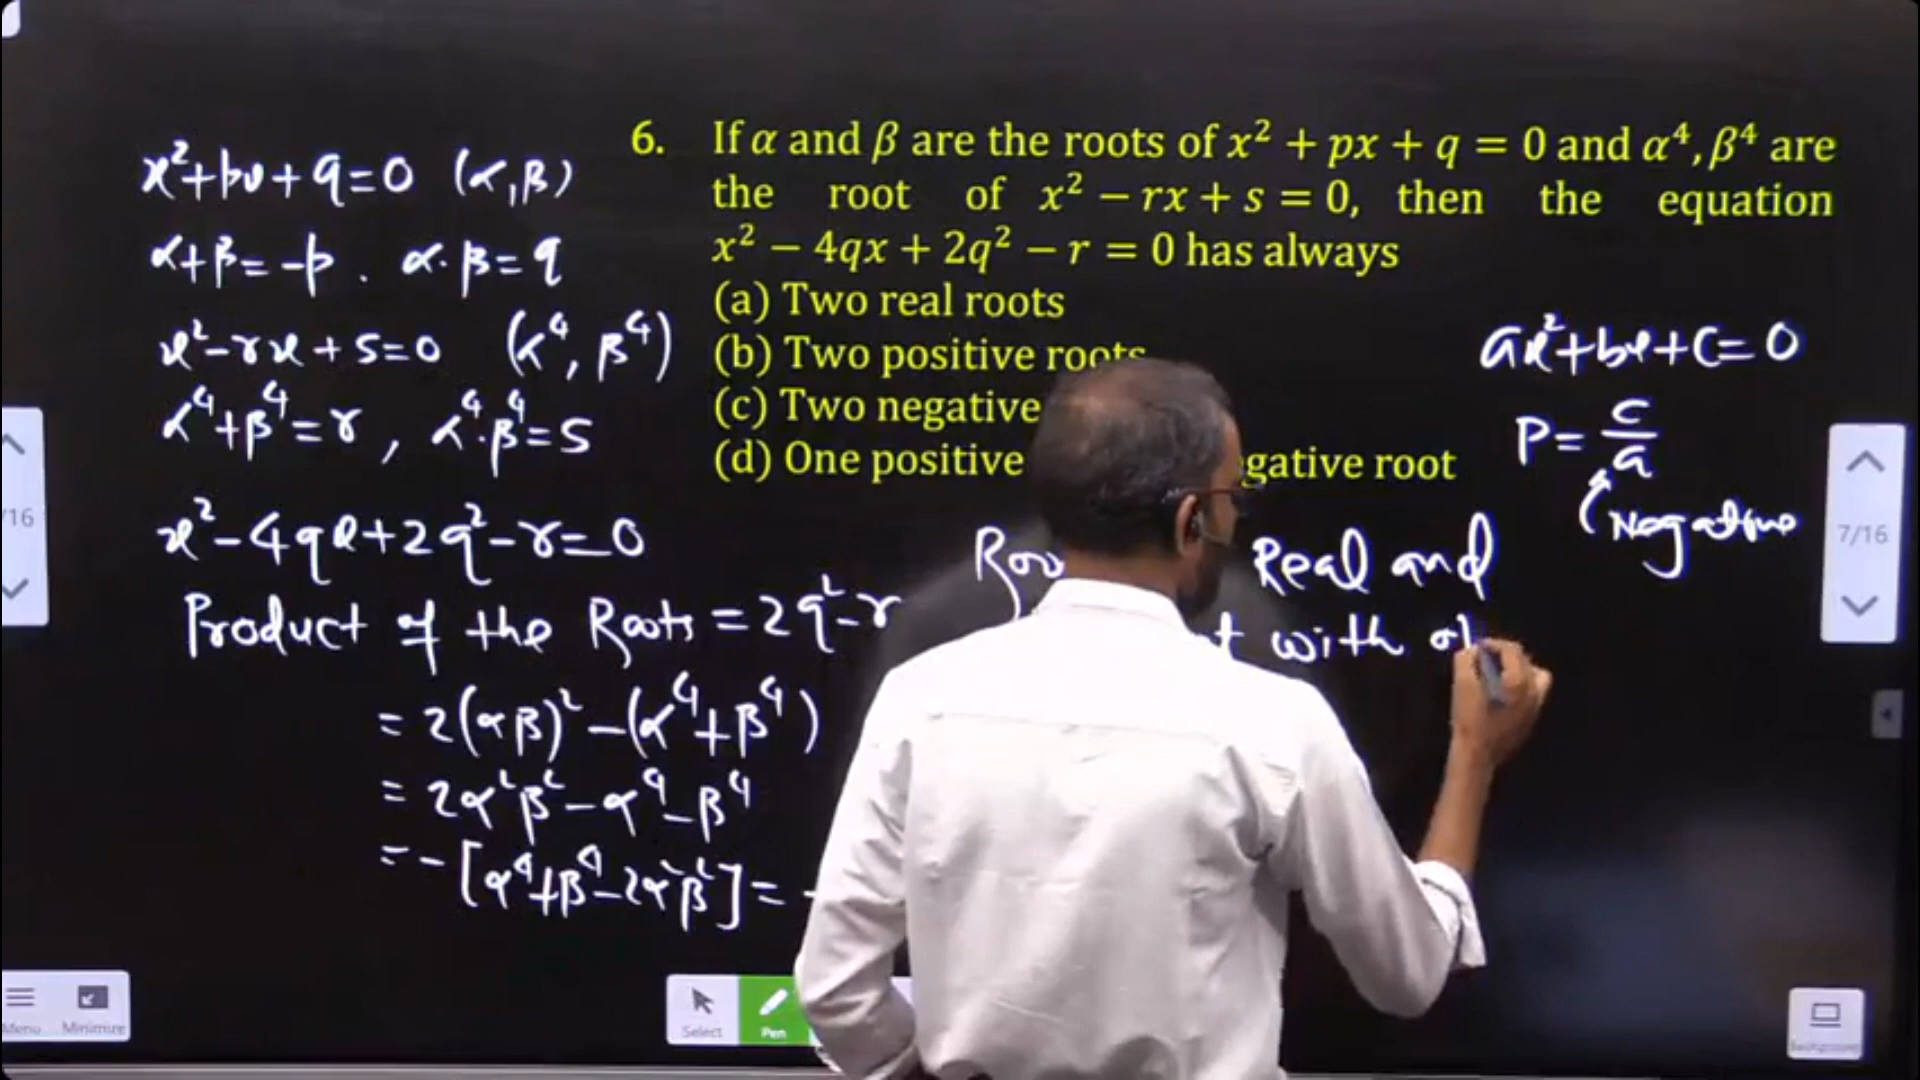 6. If α and β are the roots of x² + px + q = 0 and α⁴, β⁴ are
the root of x² − rx + s = 0, then the equation
x² − 4qx + 2q² − r = 0 has always
(a) Two real roots
(b) Two positive roots
(c) Two negative
(d) One positive gative root
x²+px+q=0 (α,β)
α+β=-p . α.β=q
x²-rx+s=0 (α⁴, β⁴)
α⁴+β⁴=r, α⁴.β⁴=s
x²-4qx+2q²-r=0
Product of the Roots = 2q²-r
= 2(αβ)²-(α⁴+β⁴)
= 2α²β²-α⁴-β⁴
= -[α⁴+β⁴-2α²β²] = -
ax²+bx+c=0
P= c/a
Negative
Roo Real and
t with o
/16
7/16
Menu Minimize
Select Pen
Background